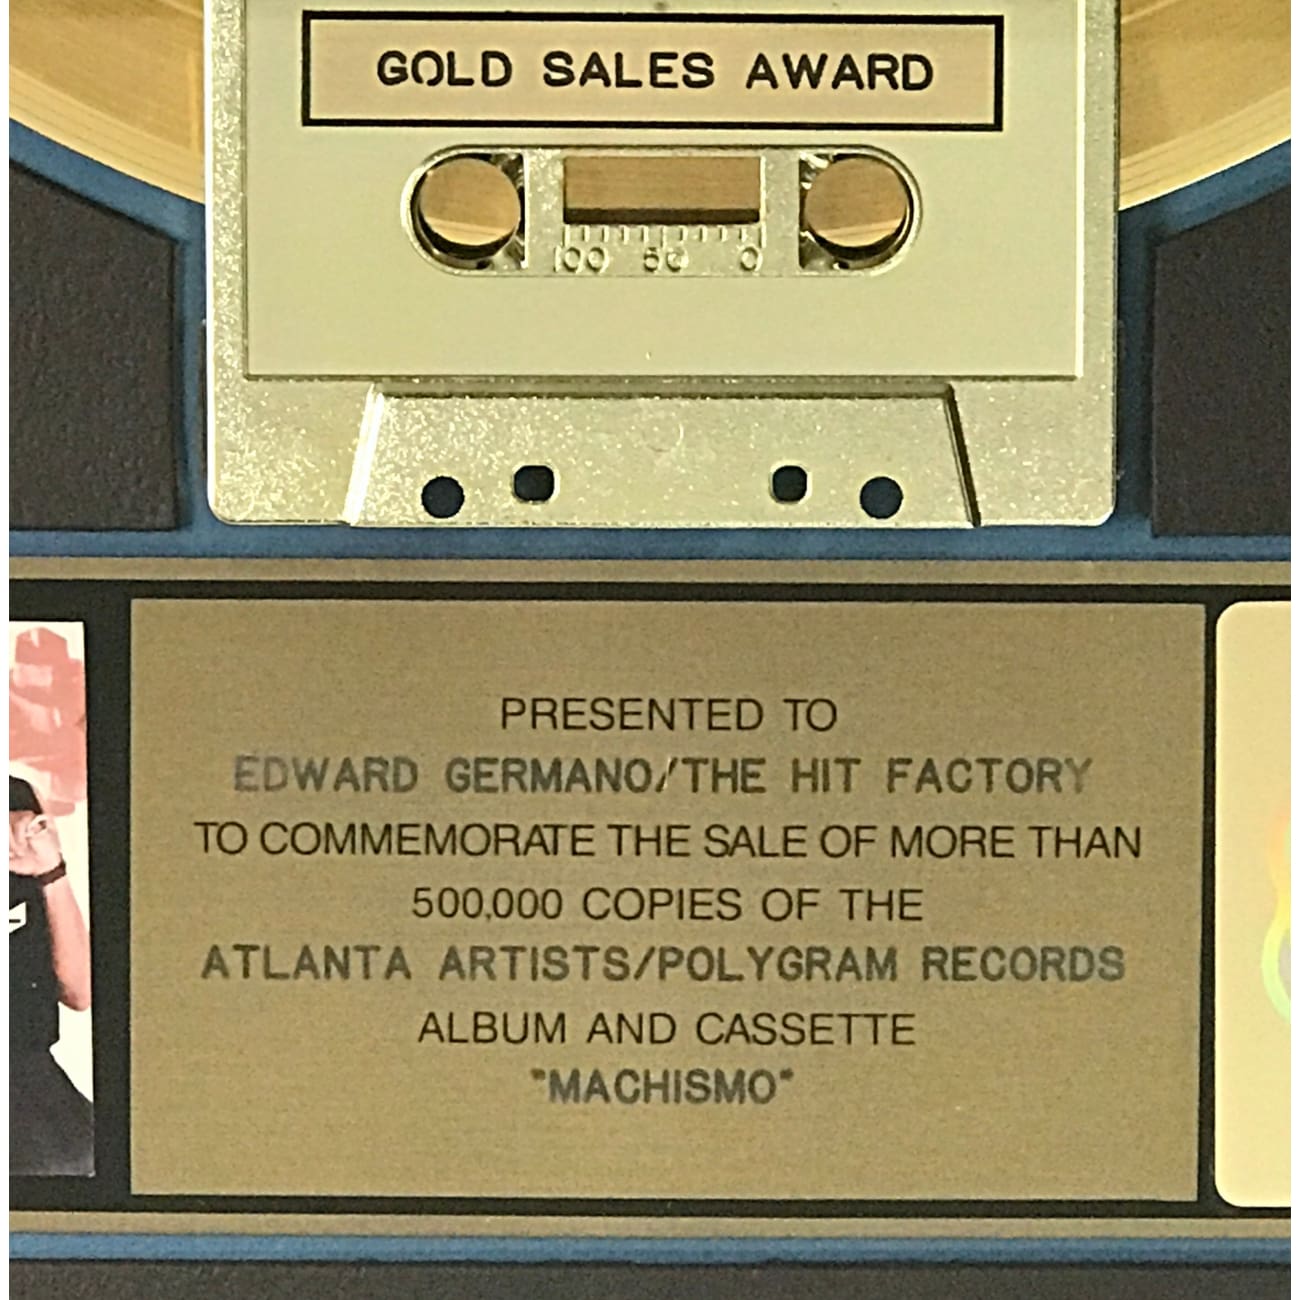 GOLD SALES AWARD
100 50 0
PRESENTED TO
EDWARD GERMANO/THE HIT FACTORY
TO COMMEMORATE THE SALE OF MORE THAN
500,000 COPIES OF THE
ATLANTA ARTISTS/POLYGRAM RECORDS
ALBUM AND CASSETTE
"MACHISMO"